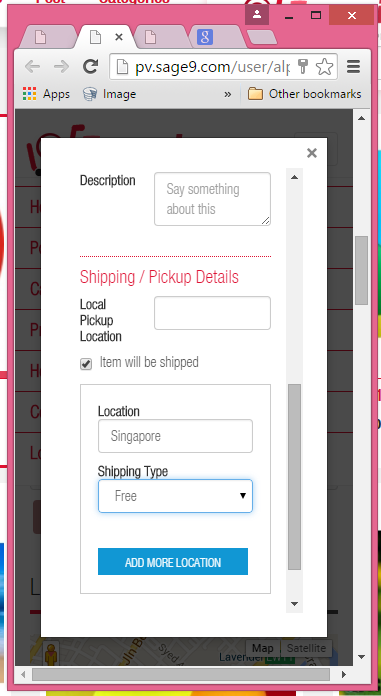 Post
Categories
pv.sage9.com/user/alp
Apps
Image
»
Other bookmarks
Description
Say something
about this
Shipping / Pickup Details
Local
Pickup
Location
Item will be shipped
Location
Singapore
Shipping Type
Free
ADD MORE LOCATION
Map
Satellite
Lavender